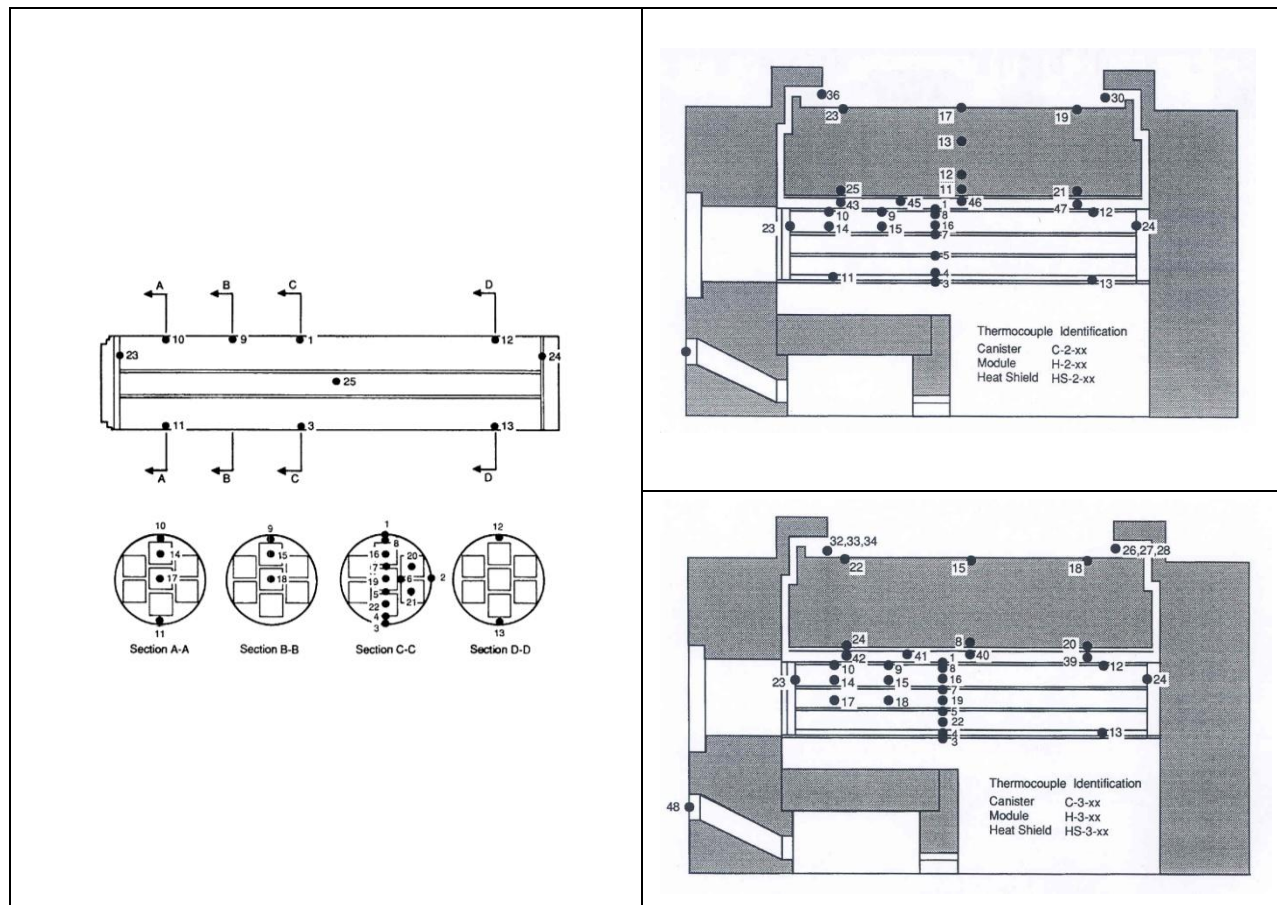 A B C D
10 9 1 12
23 24
25
11 3 13
A B C D
10 9 1 12
8
14 15 16 20
7
17 18 19 6 2
5
22 21
4
11 3 13
Section A-A Section B-B Section C-C Section D-D
36 30
23 17 19
13
12
25 11 21
43 45 1 46 47
10 9 8 12
23 14 15 16 24
7
5
4
11 3 13
Thermocouple Identification
Canister C-2-xx
Module H-2-xx
Heat Shield HS-2-xx
32,33,34 26,27,28
22 15 18
8
24 20
42 41 1 40 39
10 9 8 12
23 14 15 16 24
7
17 18 19
5
22
4 13
3
Thermocouple Identification
Canister C-3-xx
48 Module H-3-xx
Heat Shield HS-3-xx